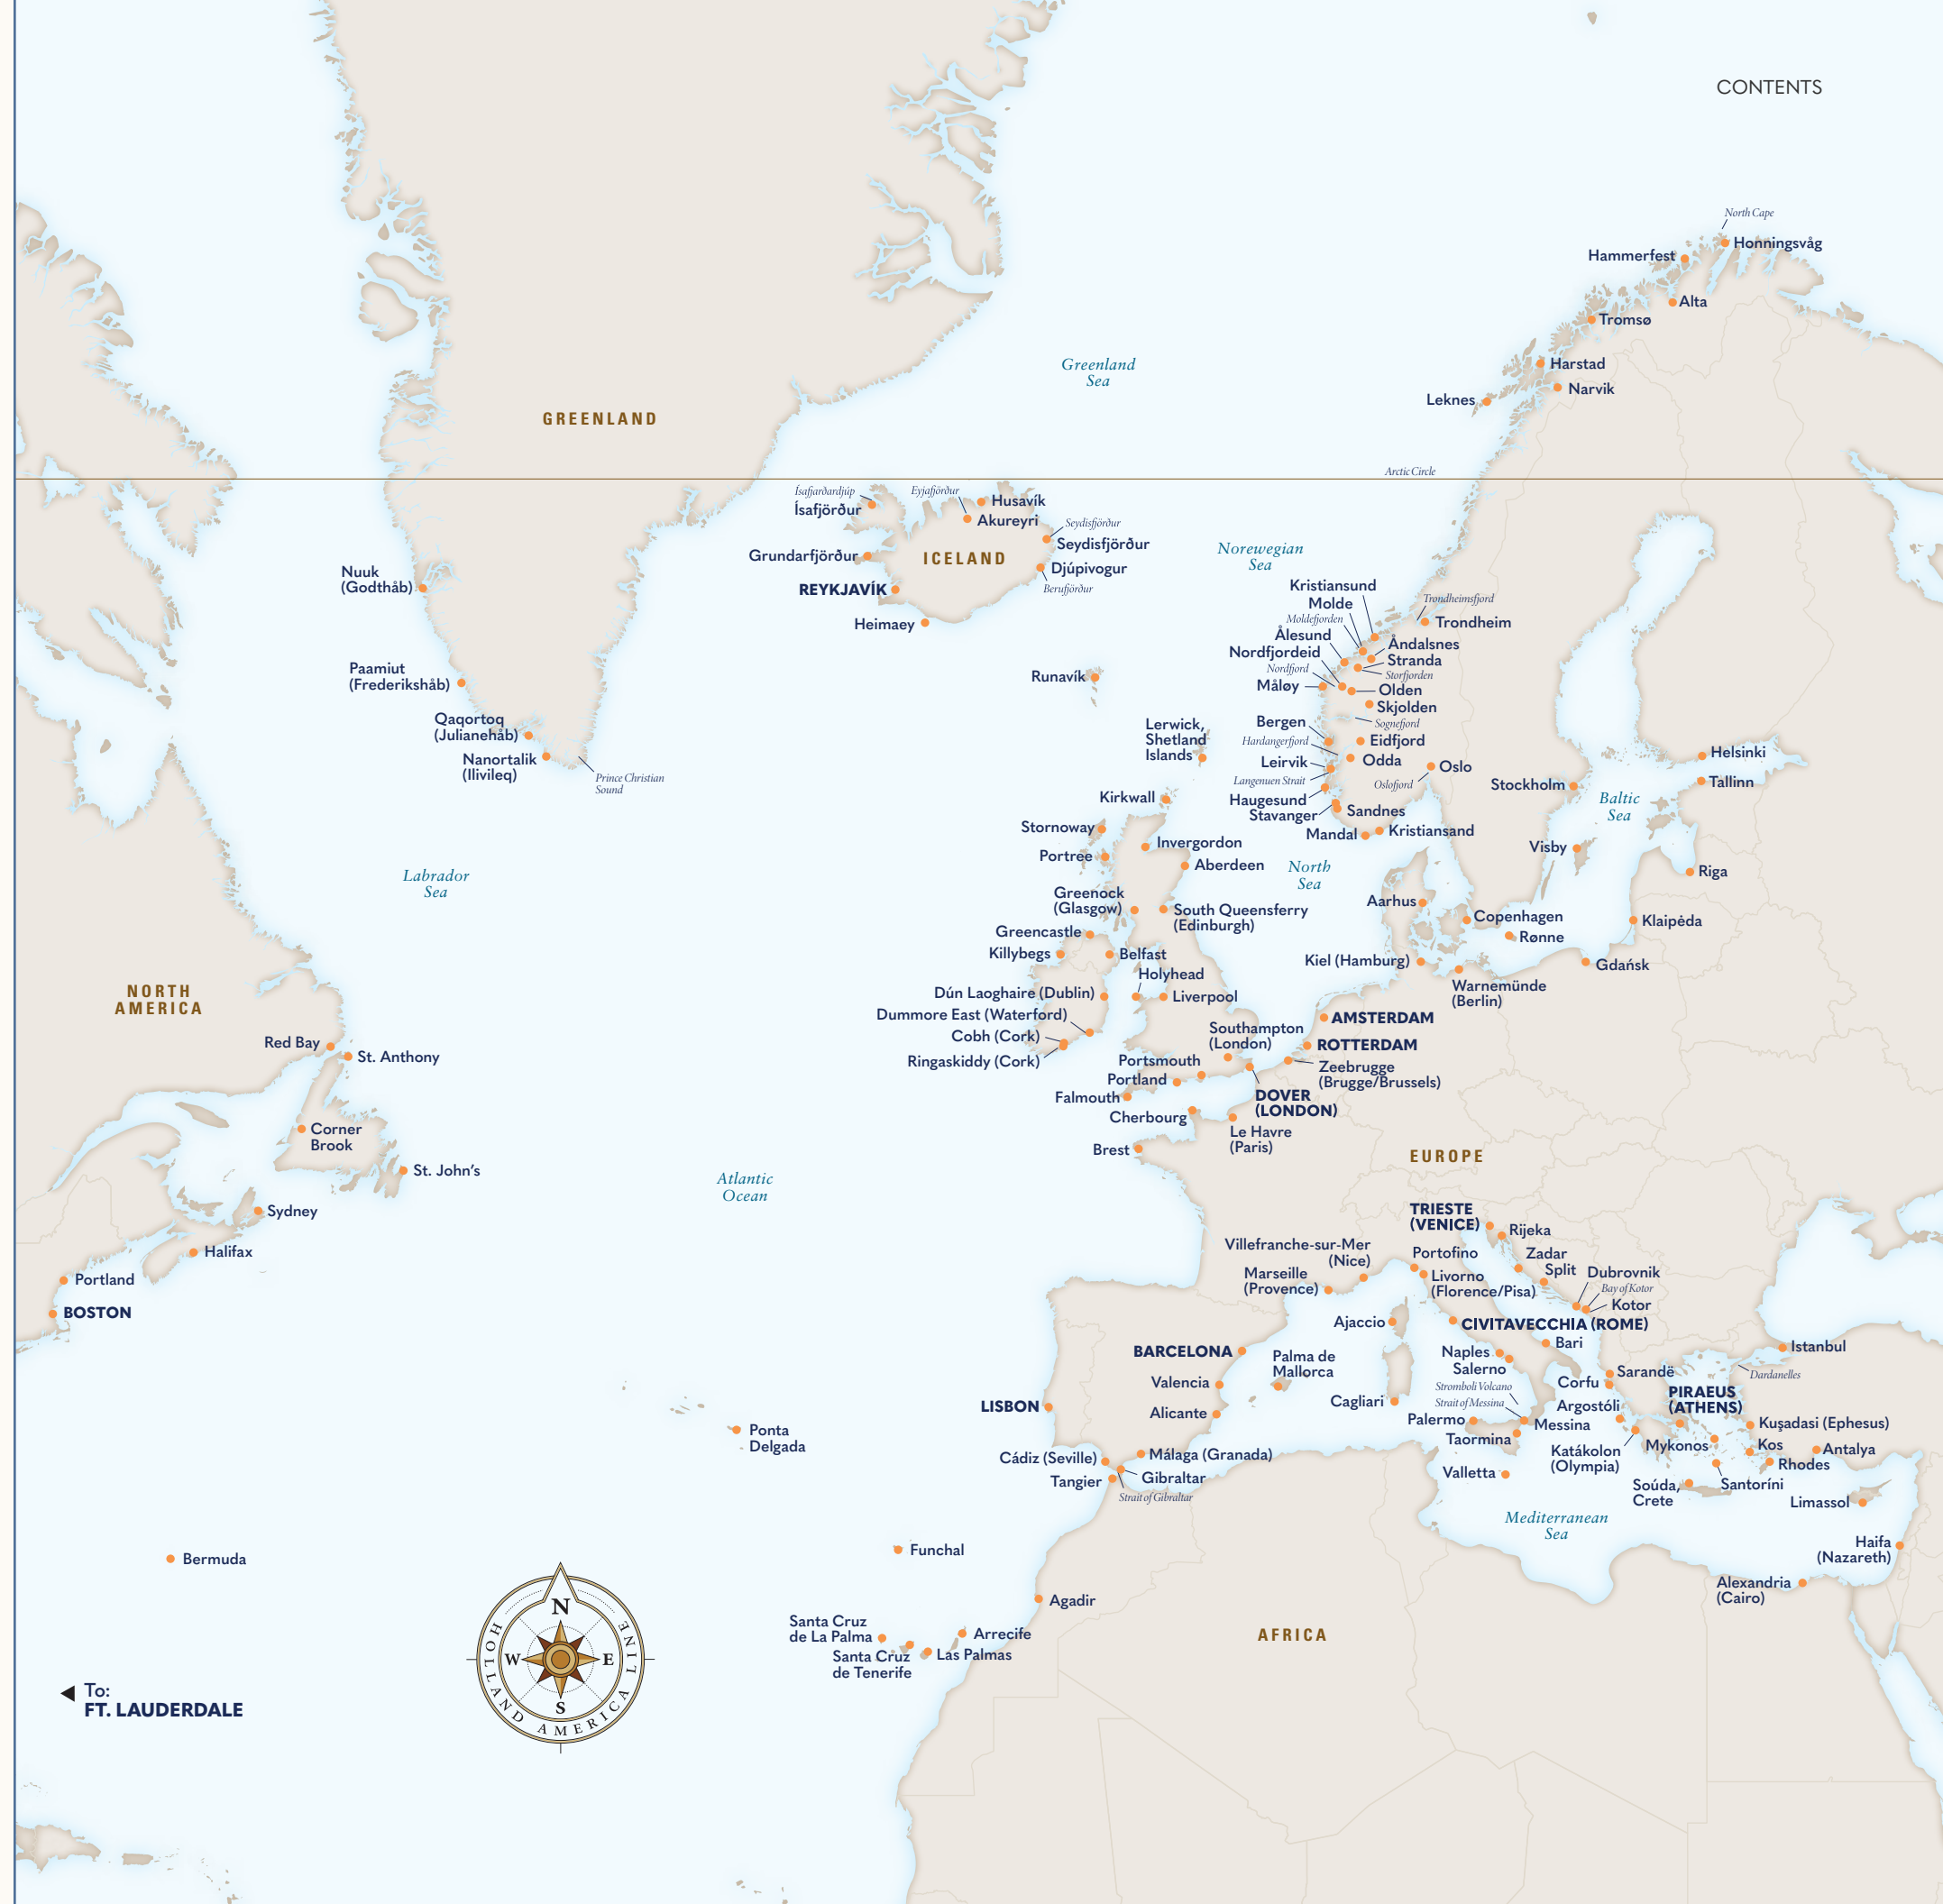 CONTENTS
North Cape
Honningsvåg
Hammerfest
Alta
Tromsø
Harstad
Narvik
Leknes
Greenland
Sea
GREENLAND
Arctic Circle
Ísafjarðardjúp
Ísafjörður
Eyjafjörður
Husavík
Akureyri
Seydisfjörður
Seydisfjörður
Grundarfjörður
ICELAND
Djúpivogur
Berufjörður
REYKJAVÍK
Heimaey
Norewegian
Sea
Nuuk
(Godthåb)
Kristiansund
Molde
Moldefjorden
Trondheimsfjord
Trondheim
Ålesund
Åndalsnes
Nordfjordeid
Stranda
Nordfjord
Storfjorden
Måløy
Olden
Skjolden
Runavík
Paamiut
(Frederikshåb)
Qaqortoq
(Julianehåb)
Nanortalik
(Ilivileq)
Prince Christian
Sound
Lerwick,
Shetland
Islands
Bergen
Sognefjord
Hardangerfjord
Eidfjord
Leirvik
Odda
Langenuen Strait
Oslofjord
Oslo
Haugesund
Stavanger
Sandnes
Mandal
Kristiansand
Helsinki
Tallinn
Stockholm
Baltic
Sea
Visby
Riga
Kirkwall
Stornoway
Invergordon
Portree
Aberdeen
North
Sea
Labrador
Sea
Greenock
(Glasgow)
South Queensferry
(Edinburgh)
Aarhus
Copenhagen
Rønne
Klaipėda
Greencastle
Killybegs
Belfast
Kiel (Hamburg)
Gdańsk
Holyhead
Warnemünde
(Berlin)
Dún Laoghaire (Dublin)
Liverpool
Dummore East (Waterford)
AMSTERDAM
Southampton
(London)
Cobh (Cork)
ROTTERDAM
Ringaskiddy (Cork)
Portsmouth
Zeebrugge
(Brugge/Brussels)
Portland
DOVER
(LONDON)
Falmouth
Cherbourg
Le Havre
(Paris)
Brest
EUROPE
NORTH
AMERICA
Red Bay
St. Anthony
Corner
Brook
St. John's
Sydney
Halifax
Portland
BOSTON
Atlantic
Ocean
TRIESTE
(VENICE)
Rijeka
Villefranche-sur-Mer
(Nice)
Portofino
Zadar
Split
Marseille
(Provence)
Livorno
(Florence/Pisa)
Dubrovnik
Bay of Kotor
Kotor
Ajaccio
CIVITAVECCHIA (ROME)
BARCELONA
Palma de
Mallorca
Naples
Salerno
Bari
Istanbul
Valencia
Stromboli Volcano
Sarandë
Dardanelles
Corfu
PIRAEUS
(ATHENS)
LISBON
Alicante
Cagliari
Strait of Messina
Argostóli
Palermo
Messina
Kuşadasi (Ephesus)
Taormina
Katákolon
(Olympia)
Mykonos
Kos
Antalya
Rhodes
Ponta
Delgada
Cádiz (Seville)
Málaga (Granada)
Tangier
Gibraltar
Strait of Gibraltar
Valletta
Soúda,
Crete
Santoríni
Limassol
Mediterranean
Sea
Haifa
(Nazareth)
Alexandria
(Cairo)
Bermuda
Funchal
Agadir
Santa Cruz
de La Palma
Arrecife
Santa Cruz
de Tenerife
Las Palmas
AFRICA
N
W
E
S
HOLLAND AMERICA LINE
To:
FT. LAUDERDALE